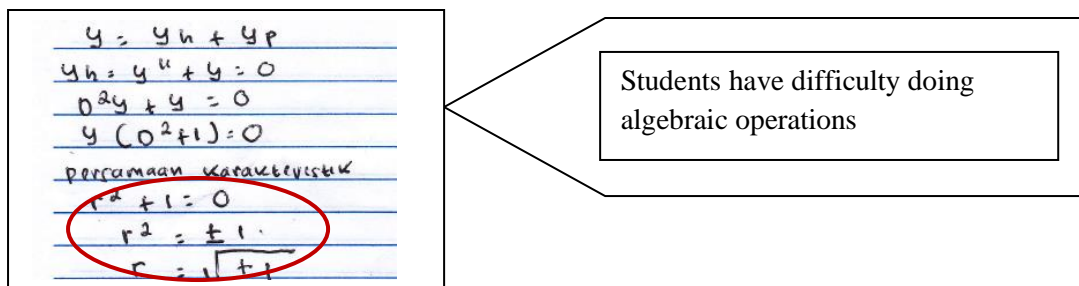 y = yh + yp
yh = y" + y = 0
D²y + y = 0
y (D²+1) = 0
persamaan karakteristik
r² + 1 = 0
r² = ± 1.
r = √±1
Students have difficulty doing
algebraic operations